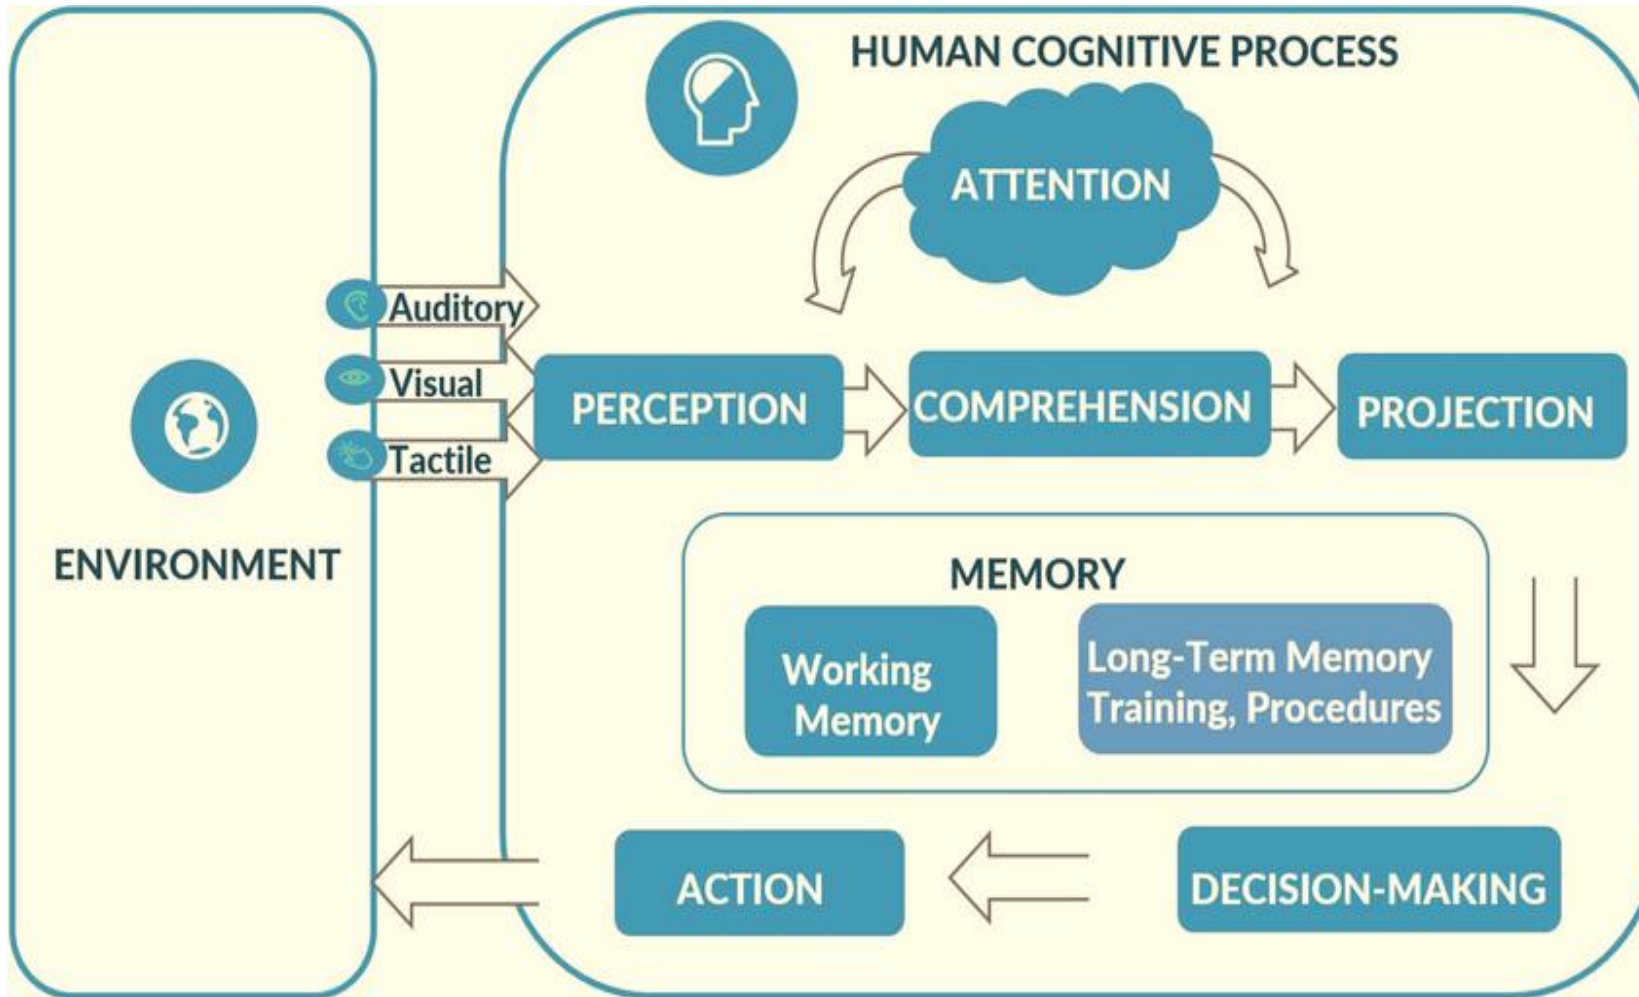 HUMAN COGNITIVE PROCESS
ATTENTION
Auditory
Visual
Tactile
PERCEPTION
COMPREHENSION
PROJECTION
ENVIRONMENT
MEMORY
Working
Memory
Long-Term Memory
Training, Procedures
ACTION
DECISION-MAKING